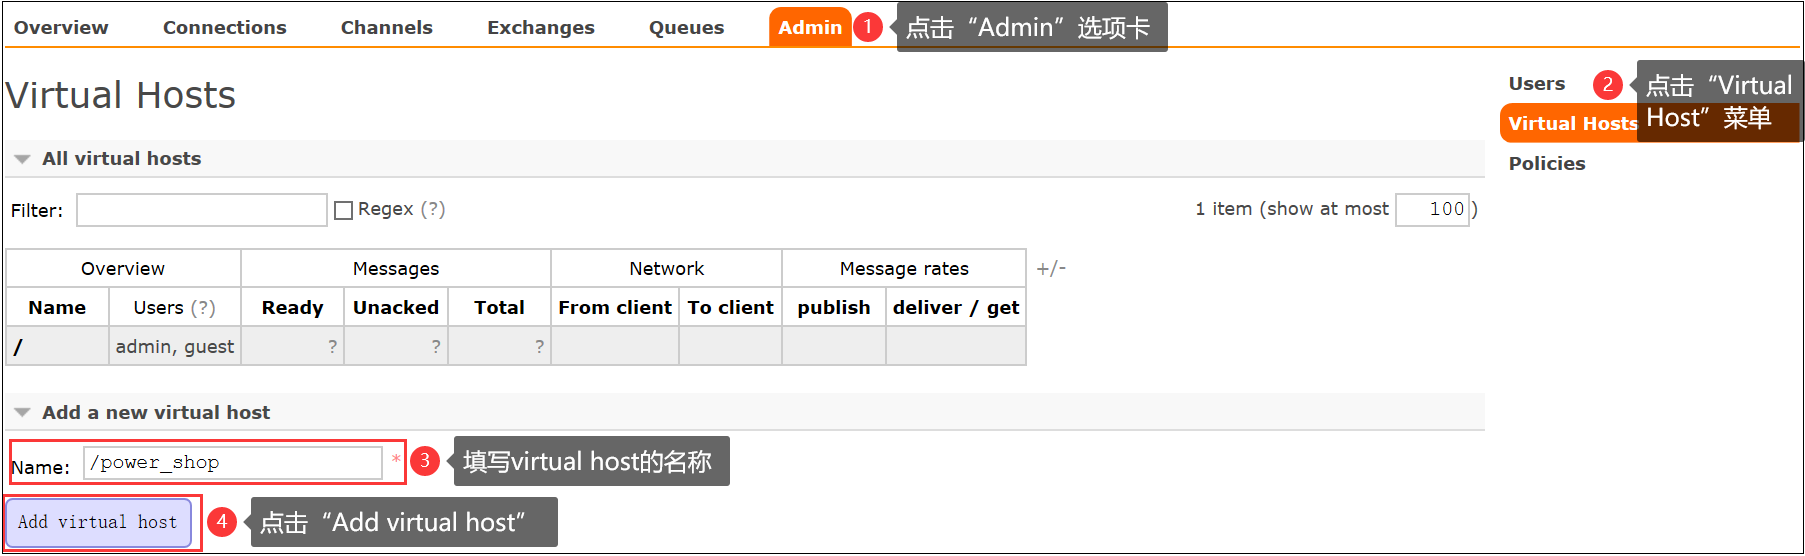 Overview Connections Channels Exchanges Queues Admin 1 点击“Admin”选项卡
Virtual Hosts
Users 2 点击“Virtual
Virtual Hosts Host”菜单
Policies
All virtual hosts
Filter: Regex (?) 1 item (show at most 100 )
Overview Messages Network Message rates +/-
Name Users (?) Ready Unacked Total From client To client publish deliver / get
/ admin, guest ? ? ?
Add a new virtual host
Name: /power_shop * 3 填写virtual host的名称
Add virtual host 4 点击“Add virtual host”